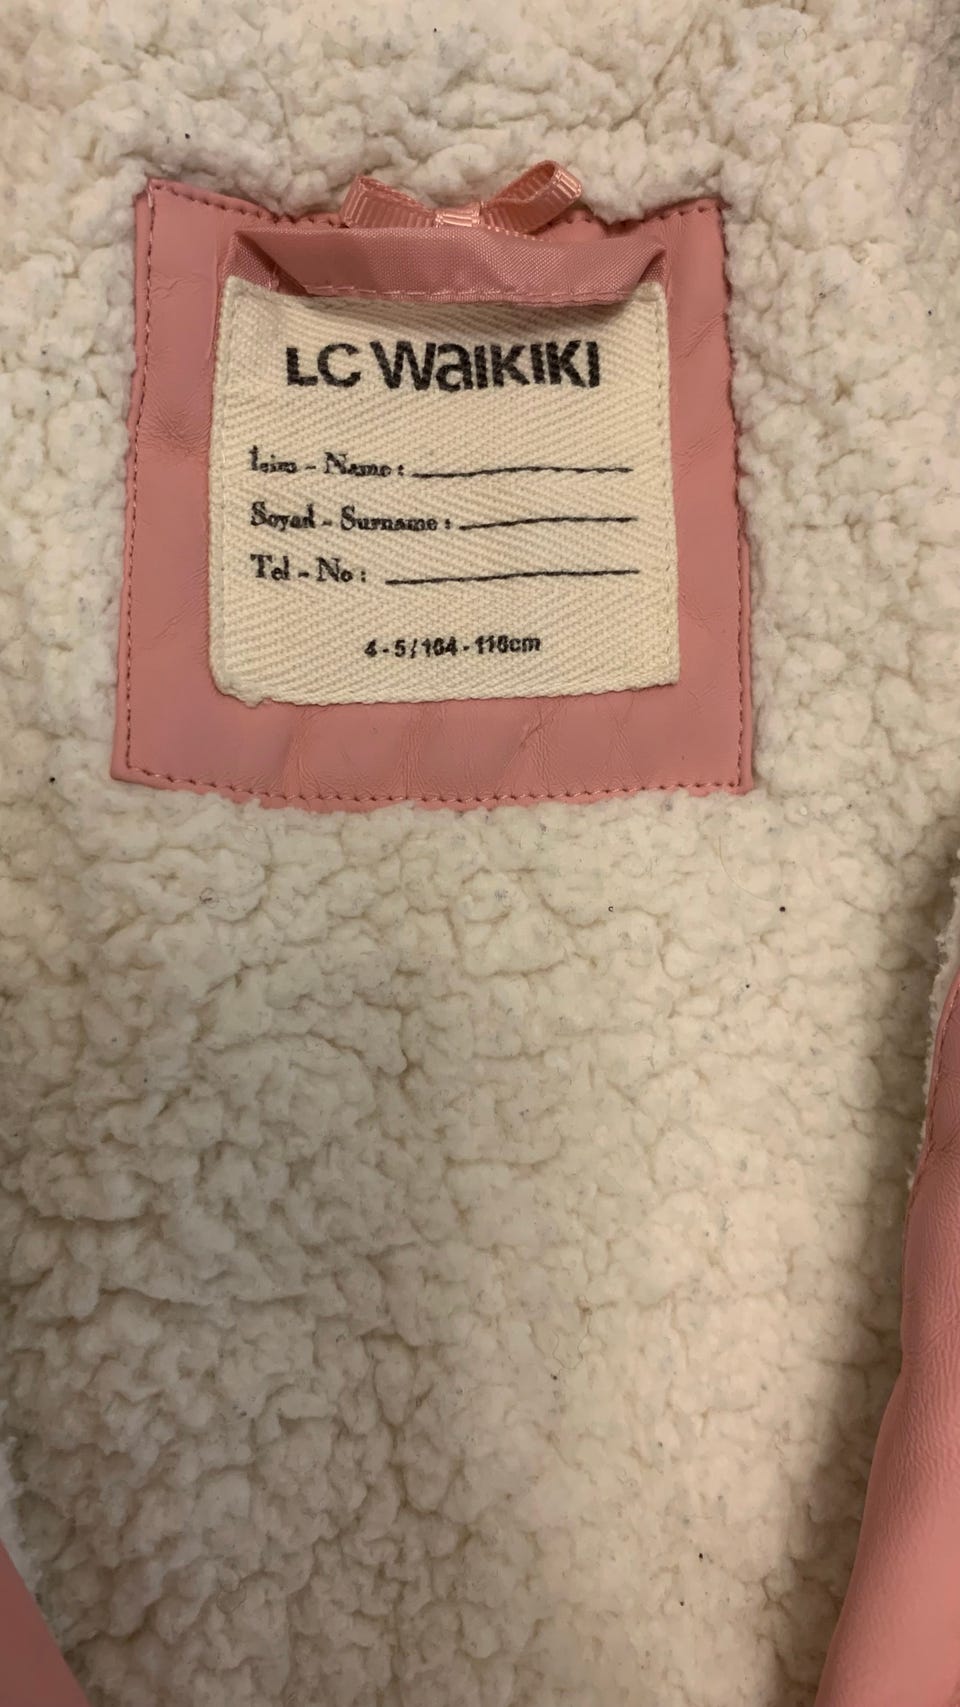 LC WAIKIKI
İsim - Name :
Soyad - Surname :
Tel - No :
4 - 5 / 104 - 110cm